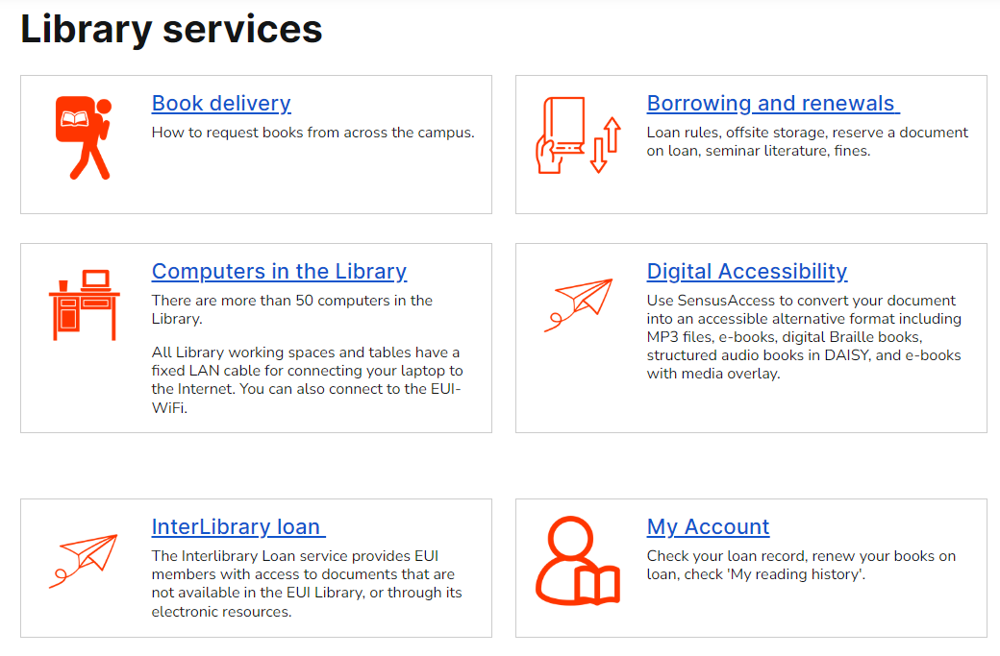 Library services
Book delivery
How to request books from across the campus.
Borrowing and renewals
Loan rules, offsite storage, reserve a document
on loan, seminar literature, fines.
Computers in the Library
There are more than 50 computers in the
Library.
All Library working spaces and tables have a
fixed LAN cable for connecting your laptop to
the Internet. You can also connect to the EUI-
WiFi.
Digital Accessibility
Use SensusAccess to convert your document
into an accessible alternative format including
MP3 files, e-books, digital Braille books,
structured audio books in DAISY, and e-books
with media overlay.
InterLibrary loan
The Interlibrary Loan service provides EUI
members with access to documents that are
not available in the EUI Library, or through its
electronic resources.
My Account
Check your loan record, renew your books on
loan, check 'My reading history'.